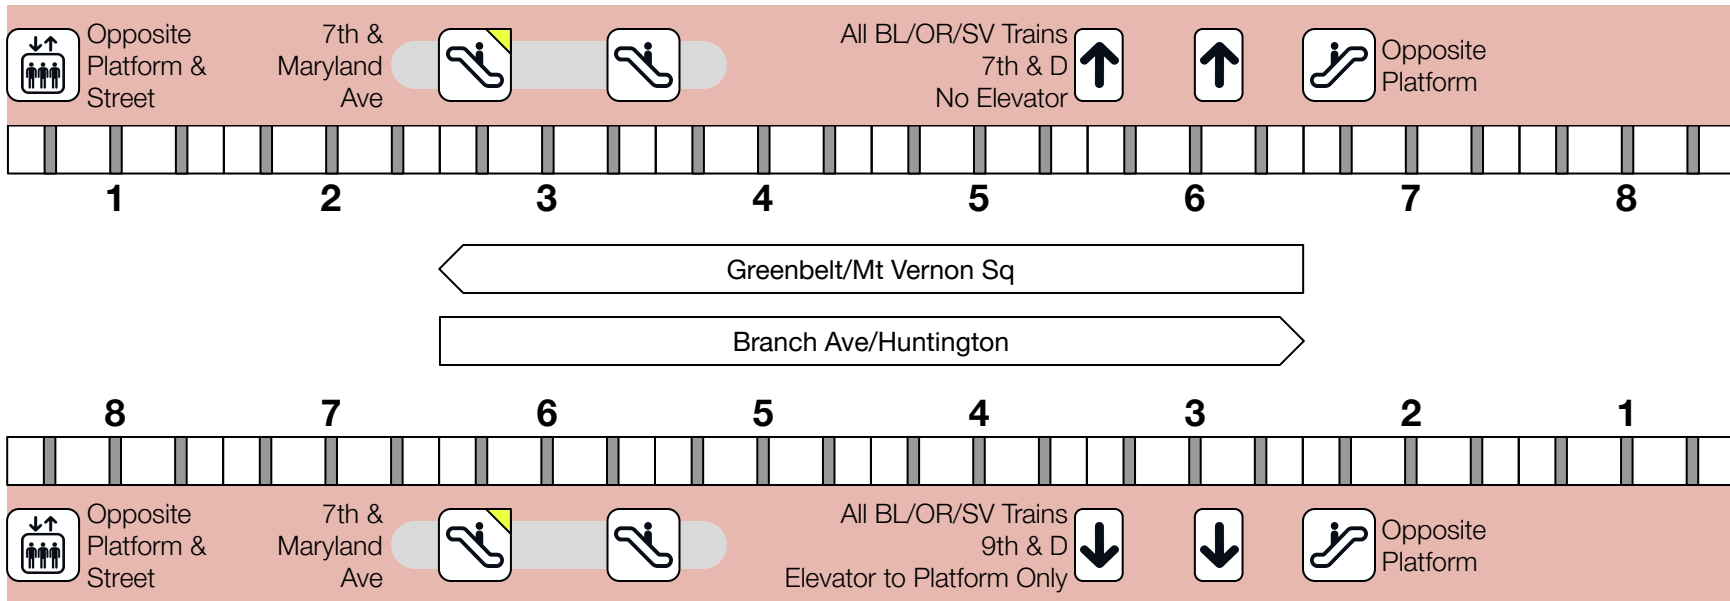 Opposite
Platform &
Street
7th &
Maryland
Ave
All BL/OR/SV Trains
7th & D
No Elevator
Opposite
Platform
1 2 3 4 5 6 7 8
Greenbelt/Mt Vernon Sq
Branch Ave/Huntington
8 7 6 5 4 3 2 1
Opposite
Platform &
Street
7th &
Maryland
Ave
All BL/OR/SV Trains
9th & D
Elevator to Platform Only
Opposite
Platform